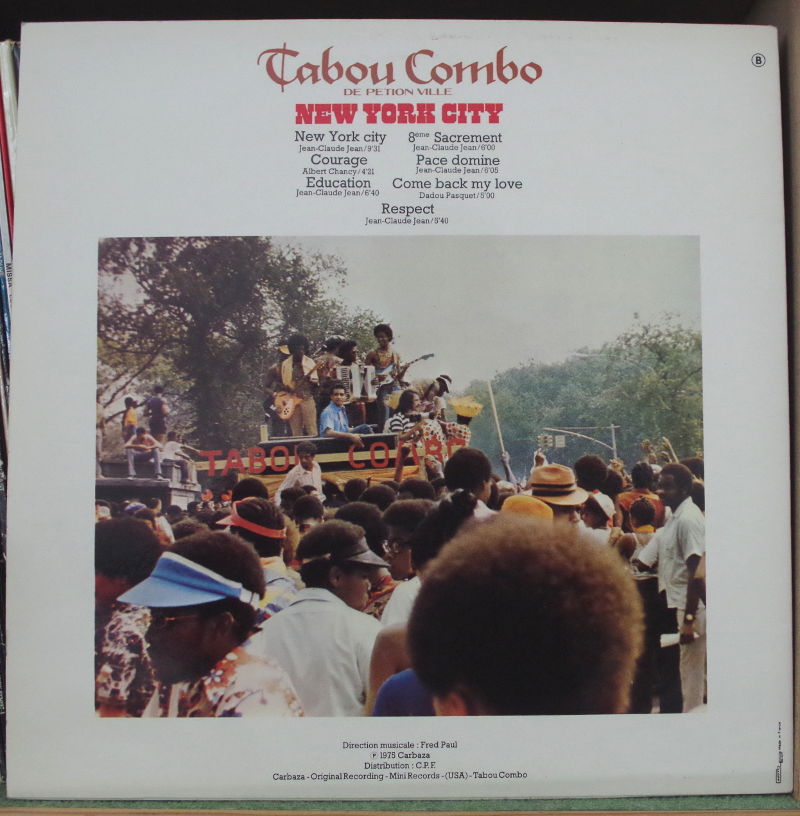 Tabou Combo
DE PETION VILLE
NEW YORK CITY
B
New York city
Jean-Claude Jean/9'31
Courage
Albert Chancy/4'21
Education
Jean-Claude Jean/6'40
8eme Sacrement
Jean-Claude Jean/6'00
Pace domine
Jean-Claude Jean/6'05
Come back my love
Dadou Pasquet/5'00
Respect
Jean-Claude Jean/5'40
TABOU COMBO
Direction musicale : Fred Paul
℗ 1975 Carbaza
Distribution : C.P.F.
Carbaza - Original Recording - Mini Records - (USA) - Tabou Combo